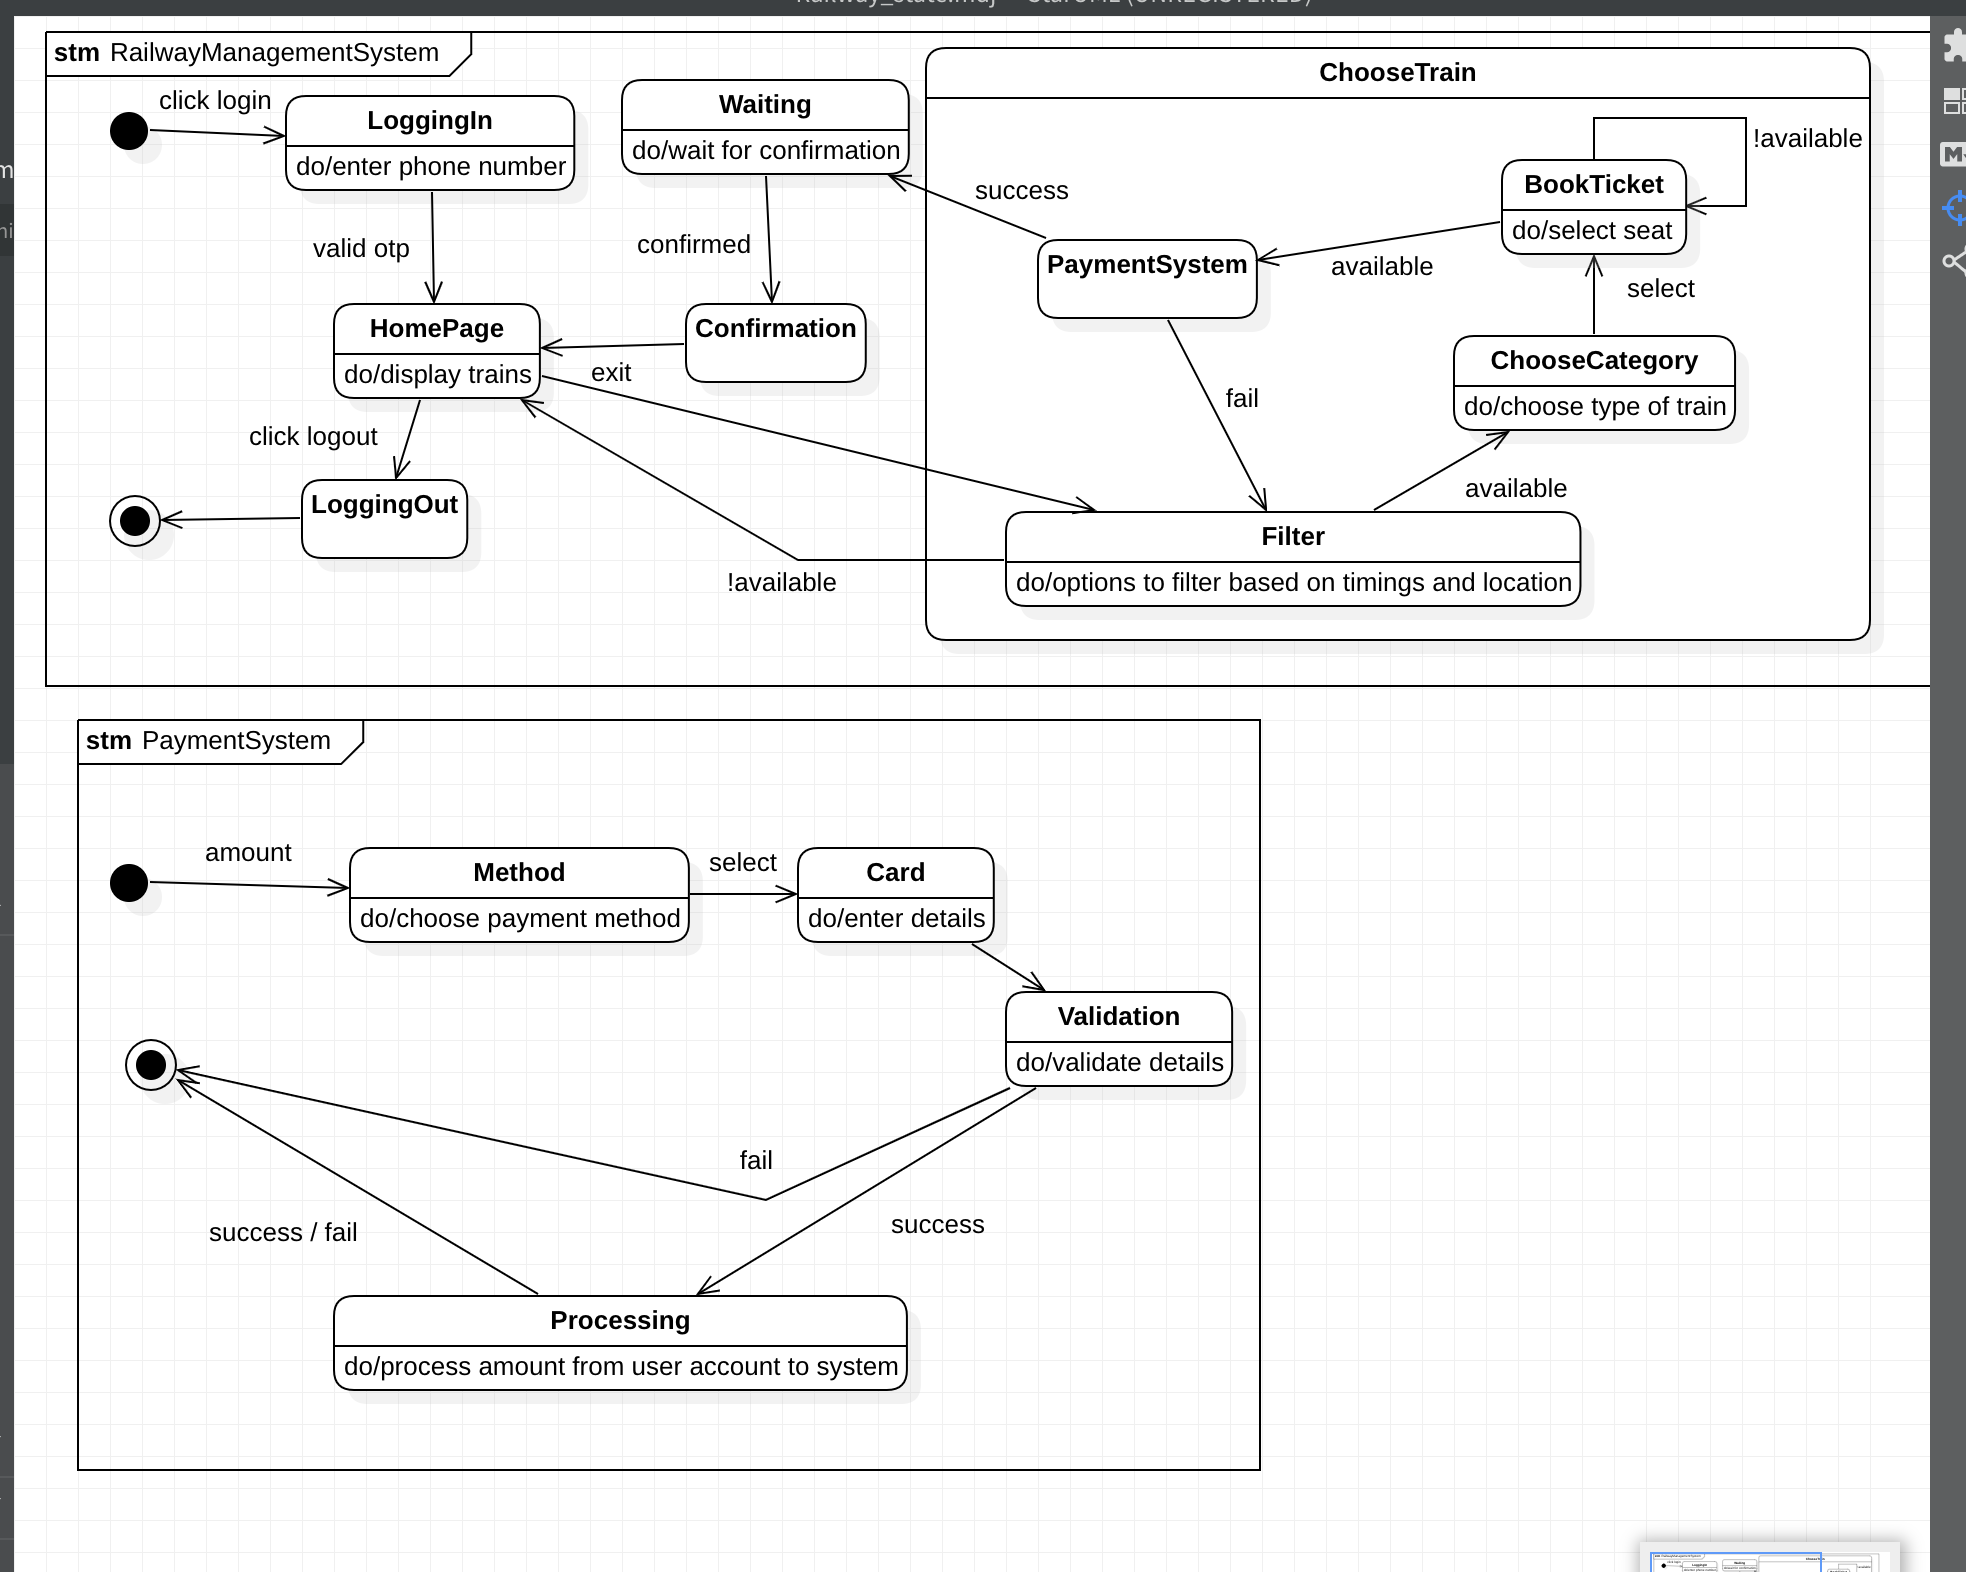 stm RailwayManagementSystem
click login
LoggingIn
do/enter phone number
Waiting
do/wait for confirmation
ChooseTrain
!available
BookTicket
do/select seat
success
PaymentSystem
available
select
valid otp
confirmed
HomePage
do/display trains
Confirmation
exit
ChooseCategory
do/choose type of train
fail
click logout
available
LoggingOut
Filter
do/options to filter based on timings and location
!available
stm PaymentSystem
amount
Method
do/choose payment method
select
Card
do/enter details
Validation
do/validate details
fail
success
success / fail
Processing
do/process amount from user account to system